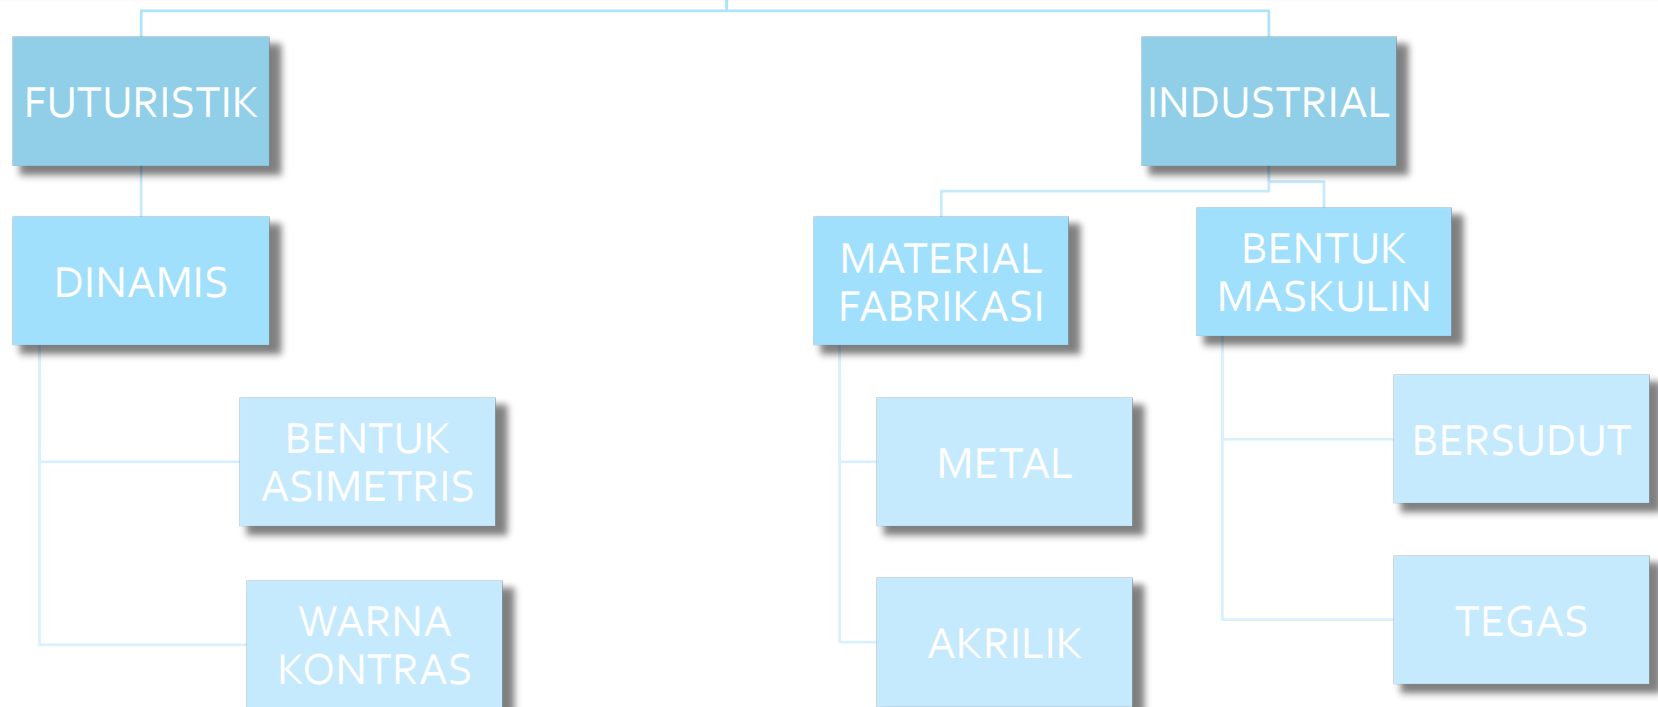 FUTURISTIK
INDUSTRIAL
DINAMIS
MATERIAL
FABRIKASI
BENTUK
MASKULIN
BENTUK
ASIMETRIS
METAL
BERSUDUT
WARNA
KONTRAS
AKRILIK
TEGAS